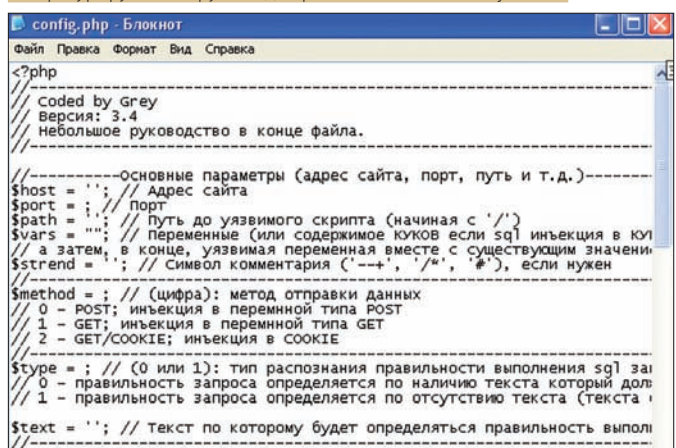 config.php - Блокнот
Файл Правка Формат Вид Справка
<?php
//--------------------------------------------------------------
// Coded by Grey
// Версия: 3.4
// Небольшое руководство в конце файла.
//--------------------------------------------------------------
//----------Основные параметры (адрес сайта, порт, путь и т.д.)-------
$host = ''; // Адрес сайта
$port = ; // Порт
$path = ''; // Путь до уязвимого скрипта (начиная с '/')
$vars = ""; // Переменные (или содержимое КУКОВ если sql инъекция в
// а затем, в конце, уязвимая переменная вместе с существующим
$strend = ''; // Символ комментария ('--+', '/*', '#'), если нужен
//--------------------------------------------------------------
$method = ; // (цифра): метод отправки данных
// 0 - POST; инъекция в перемнной типа POST
// 1 - GET; инъекция в перемнной типа GET
// 2 - GET/COOKIE; инъекция в COOKIE
//--------------------------------------------------------------
$type = ; // (0 или 1): тип распознания правильности выполнения sql
// 0 - правильность запроса определяется по наличию текста который
// 1 - правильность запроса определяется по отсутствию текста (текста
$text = ''; // Текст по которому будет определяться правильность
//--------------------------------------------------------------